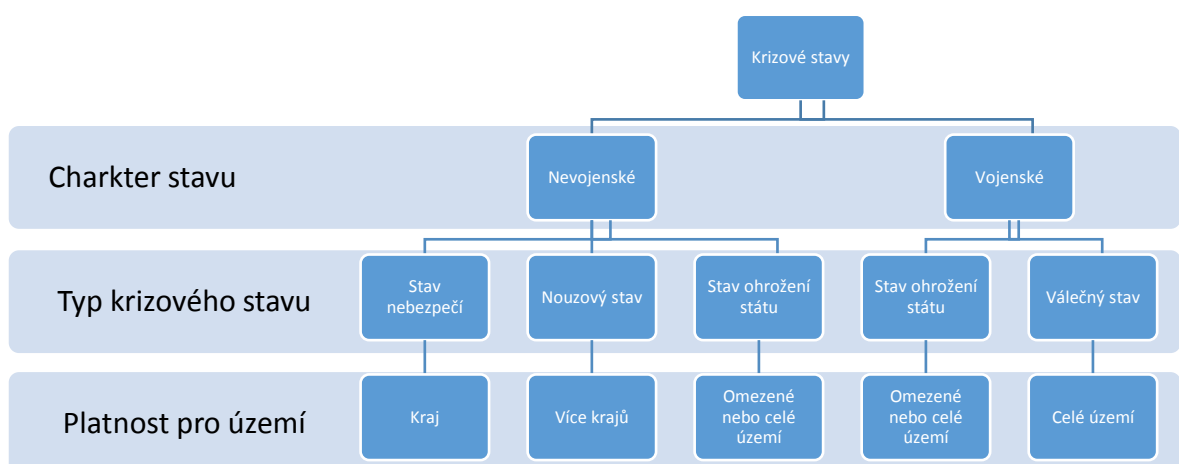 Krizové stavy
Charkter stavu
Nevojenské
Vojenské
Typ krizového stavu
Stav
nebezpečí
Nouzový stav
Stav ohrožení
státu
Stav ohrožení
státu
Válečný stav
Platnost pro území
Kraj
Více krajů
Omezené
nebo celé
území
Omezené
nebo celé
území
Celé území